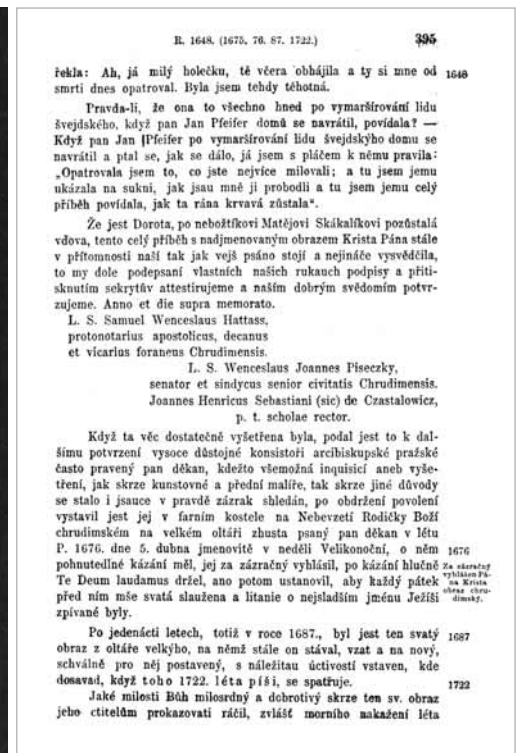 R. 1648. (1675. 76. 87. 1722.) 395
řekla: Ah, já milý holečku, tě včera obhájila a ty si mne od 1648
smrti dnes opatroval. Byla jsem tehdy těhotná.
Pravda-li, že ona to všechno hned po vymaršírování lidu
švejdského, když pan Jan Pfeifer domů se navrátil, povídala? —
Když pan Jan Pfeifer po vymaršírování lidu švejdskýho domu se
navrátil a ptal se, jak se dálo, já jsem s pláčem k němu pravila:
„Opatrovala jsem to, co jste nejvíce milovali; a tu jsem jemu
ukázala na sukni, jak jsau mně ji probodli a tu jsem jemu celý
příběh povídala, jak ta rána krvavá zůstala“.
Že jest Dorota, po nebožtíkovi Matějovi Skákalíkovi pozůstalá
vdova, tento celý příběh s nadjmenovaným obrazem Krista Pána stále
v přítomnosti naší tak jak vejš psáno stojí a nejináče vysvědčila,
to my dole podepsaní vlastních našich rukauch podpisy a přiti-
sknutím sekrytův attestirujeme a naším dobrým svědomím potvr-
zujeme. Anno et die supra memorato.
L. S. Samuel Wenceslaus Hattass,
protonotarius apostolicus, decanus
et vicarius foraneus Chrudimensis.
L. S. Wenceslaus Joannes Piseczky,
senator et sindycus senior civitatis Chrudimensis.
Joannes Henricus Sebastiani (sic) de Czastalowicz,
p. t. scholae rector.
Když ta věc dostatečně vyšetřena byla, podal jest to k dal-
šímu potvrzení vysoce důstojné konsistoři arcibiskupské pražské
často pravený pan děkan, kdežto všemožná inquisicí aneb vyše-
tření, jak skrze kunstovné a přední malíře, tak skrze jiné důvody
se stalo i jsauce v pravdě zázrak shledán, po obdržení povolení
vystavil jest jej v farním kostele na Nebevzetí Rodičky Boží
chrudimském na velkém oltáři zhusta psaný pan děkan v létu
P. 1676. dne 5. dubna jmenovitě v neděli Velikonoční, o něm 1676
pohnutedlné kázání měl, jej za zázračný vyhlásil, po kázání hlučně Za zázračný
Te Deum laudamus držel, ano potom ustanovil, aby každý pátek vyhlášen Pá-
na Krista
před ním mše svatá slaužena a litanie o nejsladším jménu Ježíši obraz chru-
dimský.
zpívané byly.
Po jedenácti letech, totiž v roce 1687., byl jest ten svatý 1687
obraz z oltáře velkýho, na němž stále on stával, vzat a na nový,
schválně pro něj postavený, s náležitau úctivostí vstaven, kde
dosavad, když toho 1722. léta píši, se spatřuje. 1722
Jaké milosti Bůh milosrdný a dobrotivý skrze ten sv. obraz
jeho ctitelům prokazovati ráčil, zvlášť morního nakažení léta